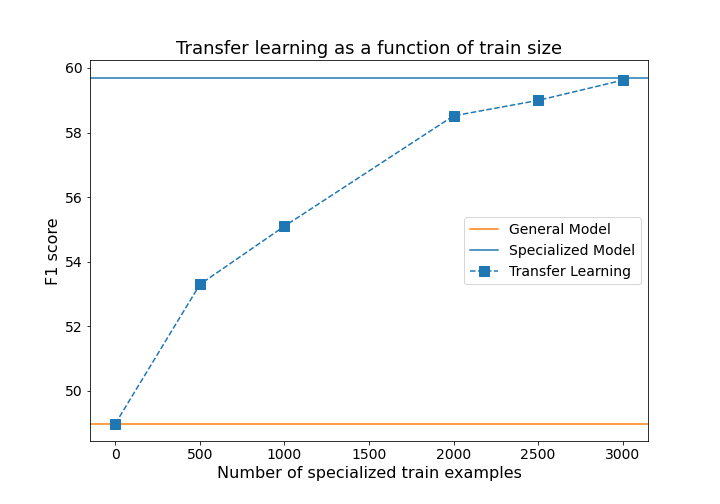 Transfer learning as a function of train size
F1 score
60
58
56
54
52
50
General Model
Specialized Model
Transfer Learning
0 500 1000 1500 2000 2500 3000
Number of specialized train examples